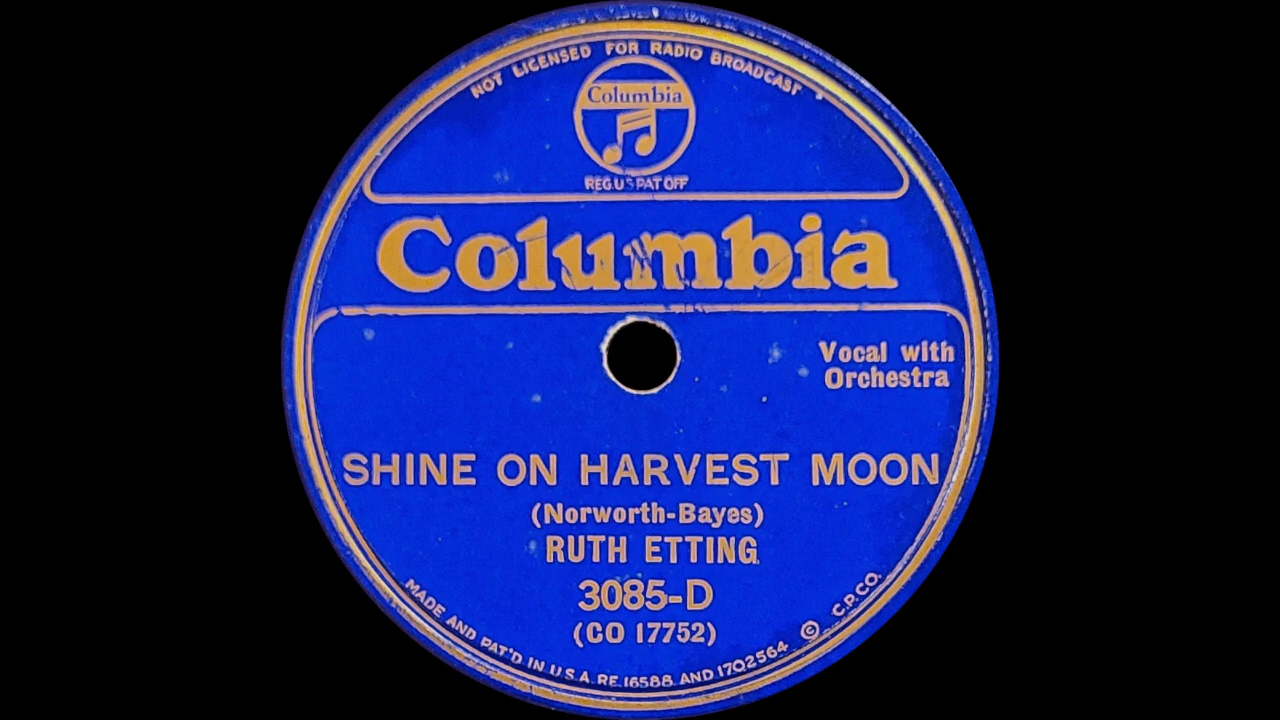 NOT LICENSED FOR RADIO BROADCAST
Columbia
REG.U.S.PAT OFF
Columbia
Vocal with
Orchestra
SHINE ON HARVEST MOON
(Norworth-Bayes)
RUTH ETTING
3085-D
(CO 17752)
MADE AND PAT'D IN U.S.A. RE. 16588 AND 1702564 © C.P.CO.